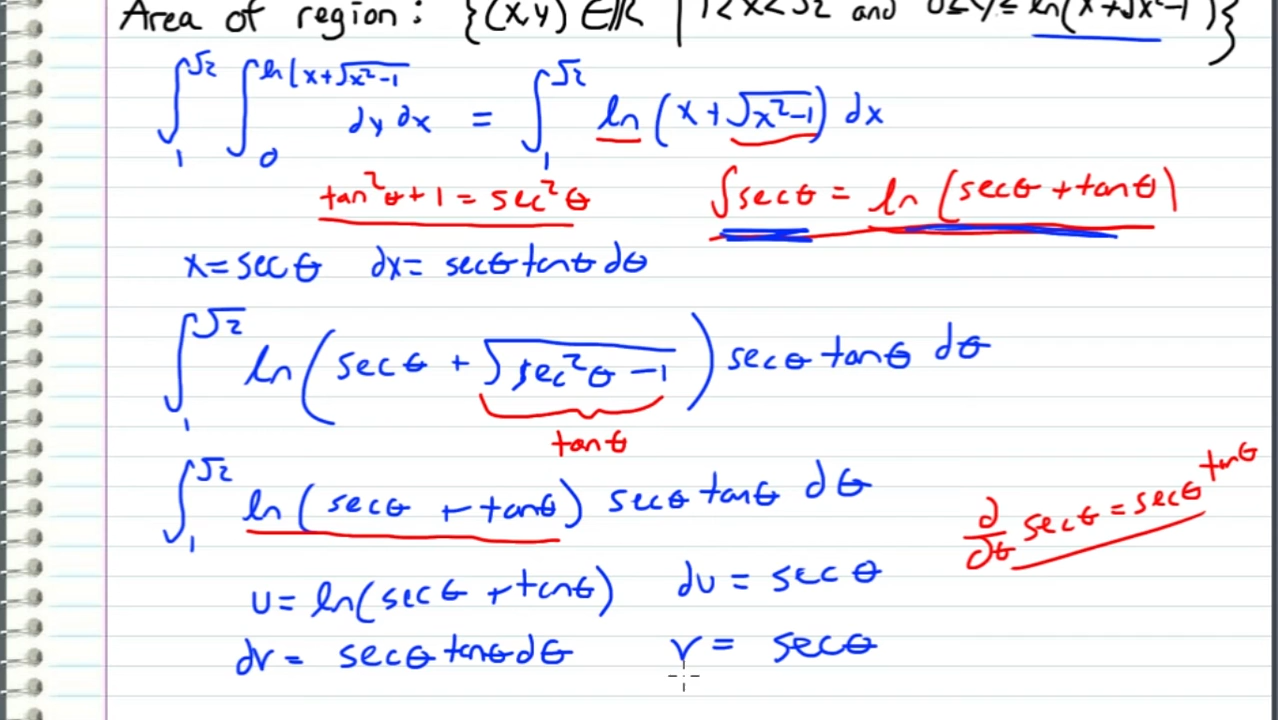 Area of region: {(x,y) ∈ ℝ | 1<x<√2 and 0≤y≤ln(x+√x²-1)}
∫₁^√2 ∫₀^ln(x+√x²-1 dy dx = ∫₁^√2 ln(x+√x²-1) dx
tan²θ+1 = sec²θ ∫secθ = ln(secθ + tanθ)
x=secθ dx= secθ tanθ dθ
∫₁^√2 ln(secθ + √sec²θ -1) secθ tanθ dθ
tanθ
∫₁^√2 ln(secθ + tanθ) secθ tanθ dθ
d/dθ secθ = secθ tanθ
u= ln(secθ + tanθ) du = secθ
dv = secθ tanθ dθ v = secθ